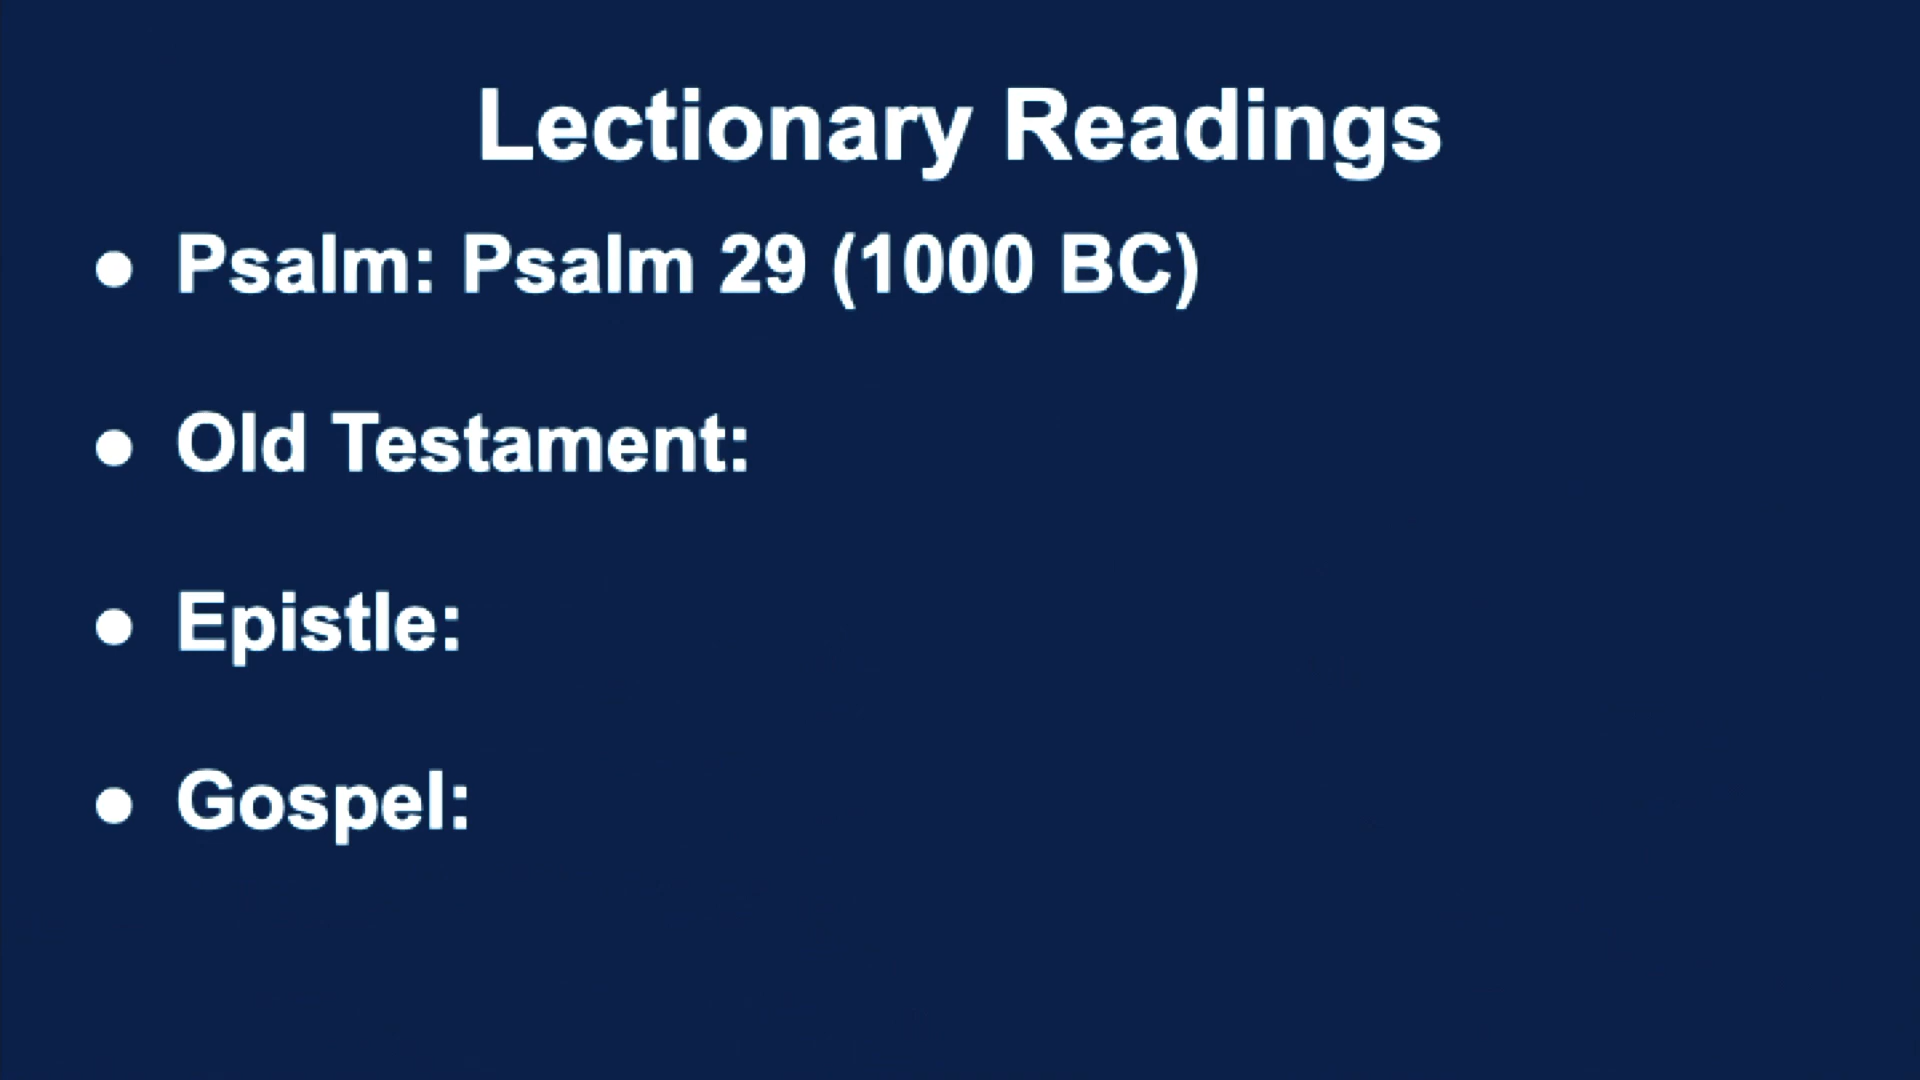 Lectionary Readings
● Psalm: Psalm 29 (1000 BC)
● Old Testament:
● Epistle:
● Gospel: